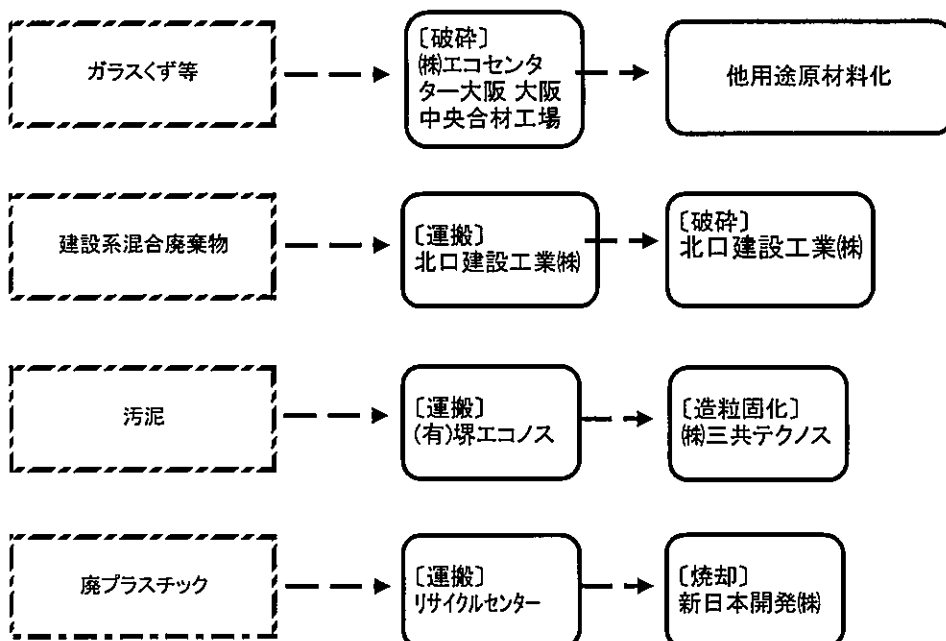 ガラスくず等
〔破砕〕
㈱エコセンタ
ター大阪 大阪
中央合材工場
他用途原材料化
建設系混合廃棄物
〔運搬〕
北口建設工業㈱
〔破砕〕
北口建設工業㈱
汚泥
〔運搬〕
(有)堺エコノス
〔造粒固化〕
㈱三共テクノス
廃プラスチック
〔運搬〕
リサイクルセンター
〔焼却〕
新日本開発㈱